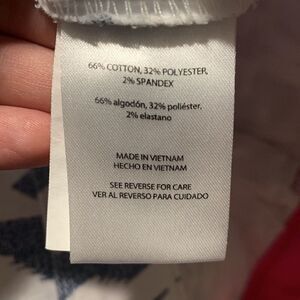 66% COTTON, 32% POLYESTER,
2% SPANDEX
66% algodón, 32% poliéster,
2% elastano
MADE IN VIETNAM
HECHO EN VIETNAM
SEE REVERSE FOR CARE
VER AL REVERSO PARA CUIDADO